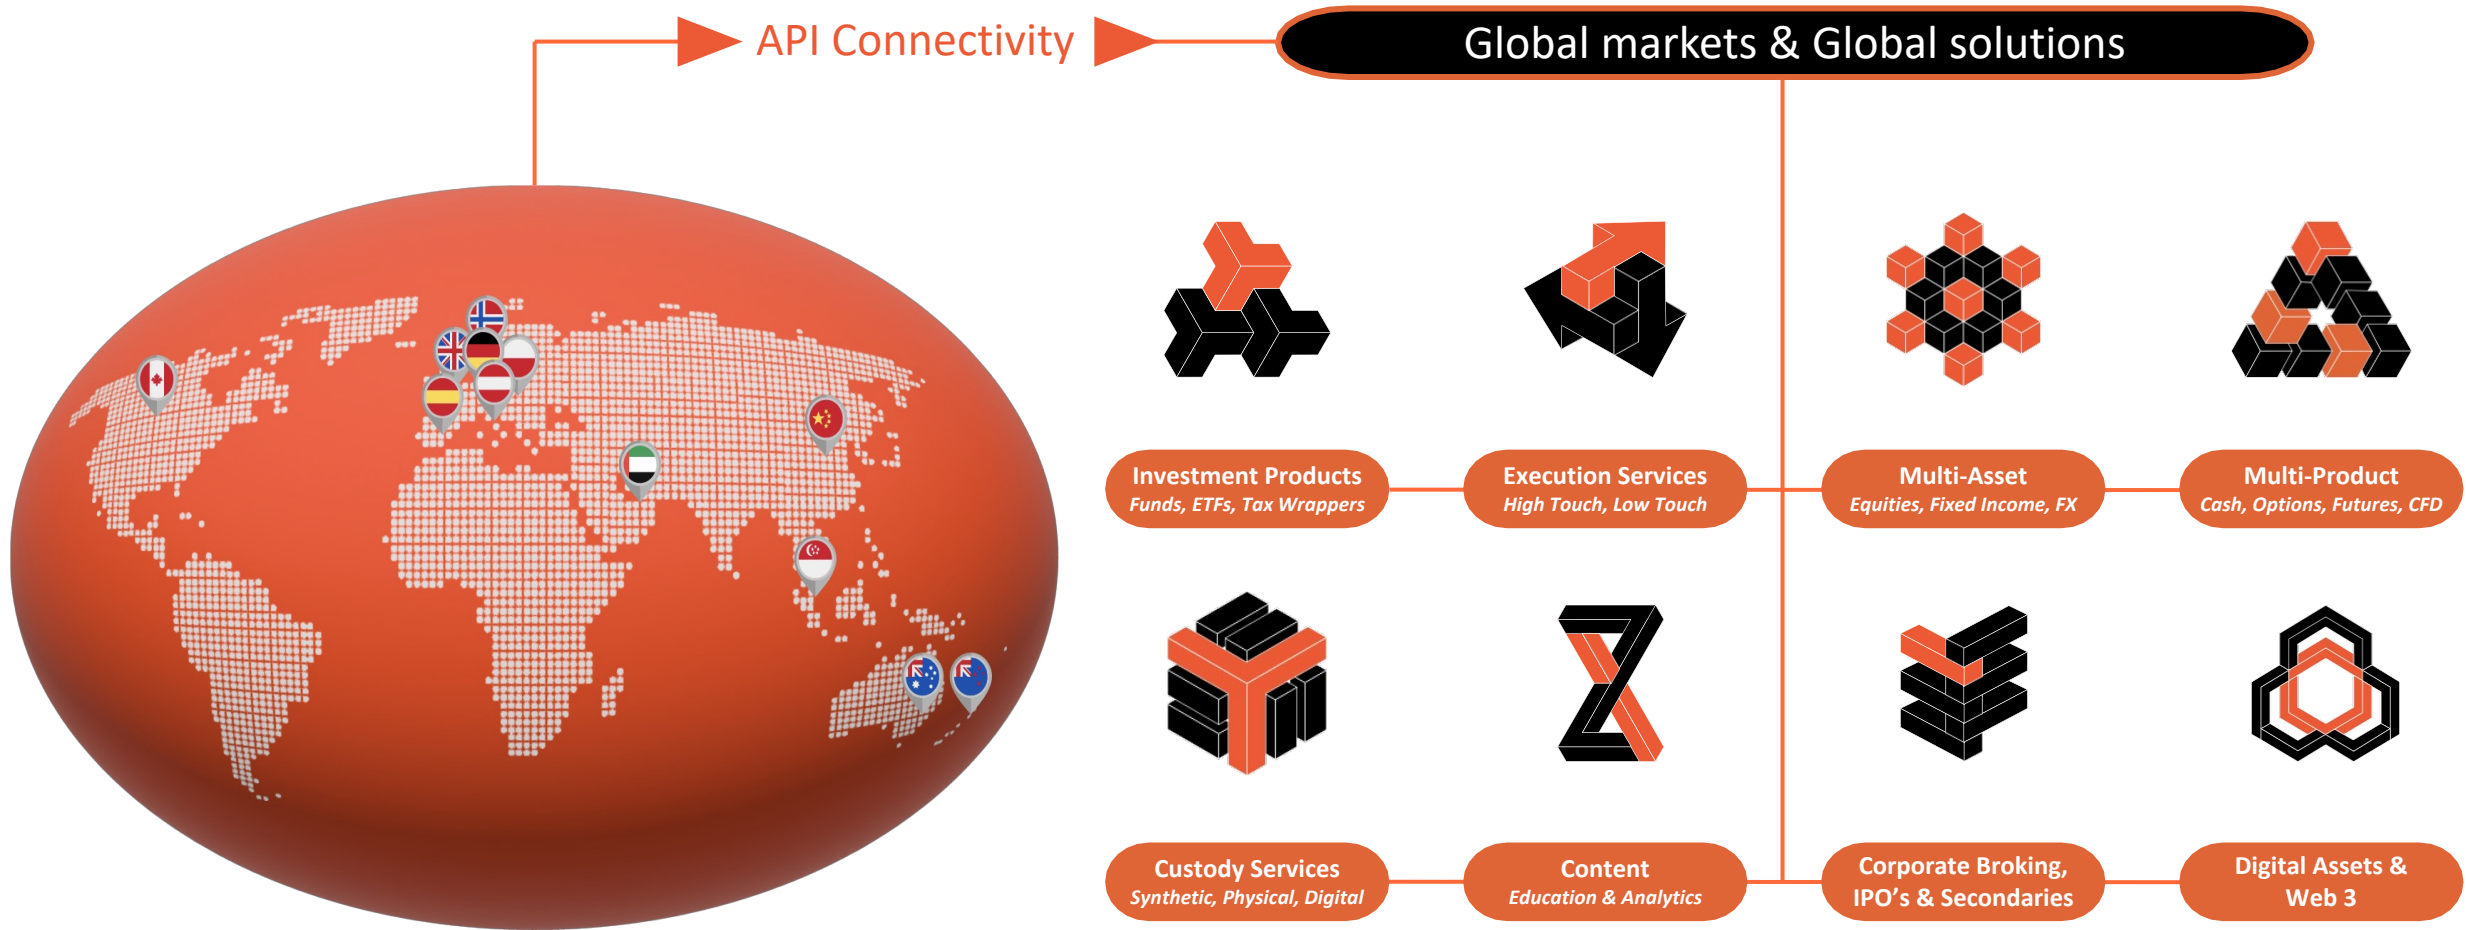 API Connectivity
Global markets & Global solutions
Investment Products
Funds, ETFs, Tax Wrappers
Execution Services
High Touch, Low Touch
Multi-Asset
Equities, Fixed Income, FX
Multi-Product
Cash, Options, Futures, CFD
Custody Services
Synthetic, Physical, Digital
Content
Education & Analytics
Corporate Broking,
IPO’s & Secondaries
Digital Assets &
Web 3